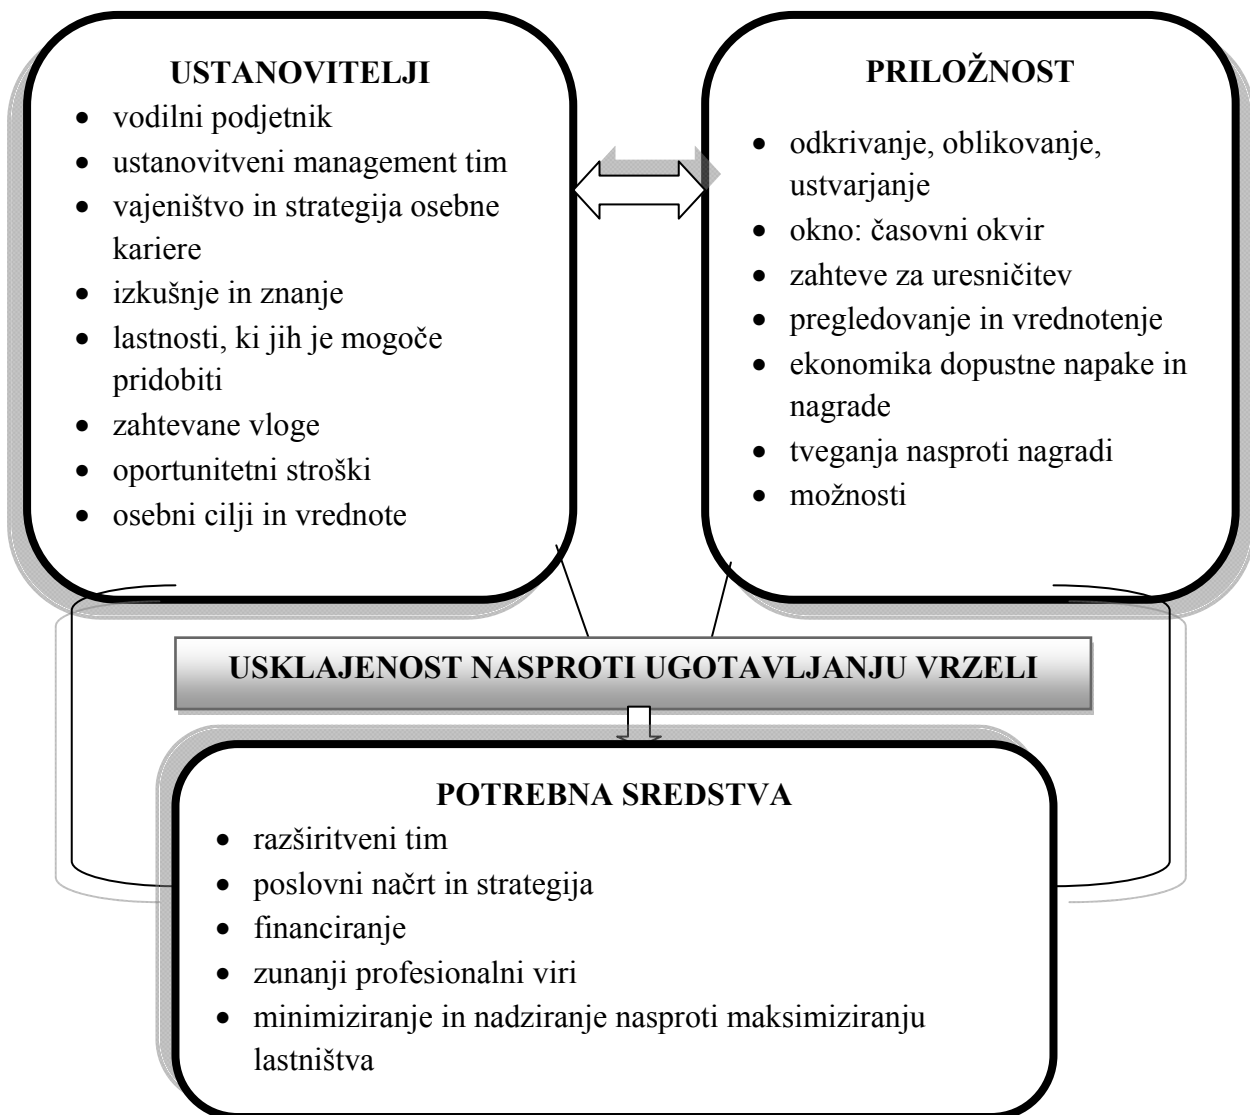 USTANOVITELJI
• vodilni podjetnik
• ustanovitveni management tim
• vajeništvo in strategija osebne
kariere
• izkušnje in znanje
• lastnosti, ki jih je mogoče
pridobiti
• zahtevane vloge
• oportunitetni stroški
• osebni cilji in vrednote
PRILOŽNOST
• odkrivanje, oblikovanje,
ustvarjanje
• okno: časovni okvir
• zahteve za uresničitev
• pregledovanje in vrednotenje
• ekonomika dopustne napake in
nagrade
• tveganja nasproti nagradi
• možnosti
USKLAJENOST NASPROTI UGOTAVLJANJU VRZELI
POTREBNA SREDSTVA
• razširitveni tim
• poslovni načrt in strategija
• financiranje
• zunanji profesionalni viri
• minimiziranje in nadziranje nasproti maksimiziranju
lastništva